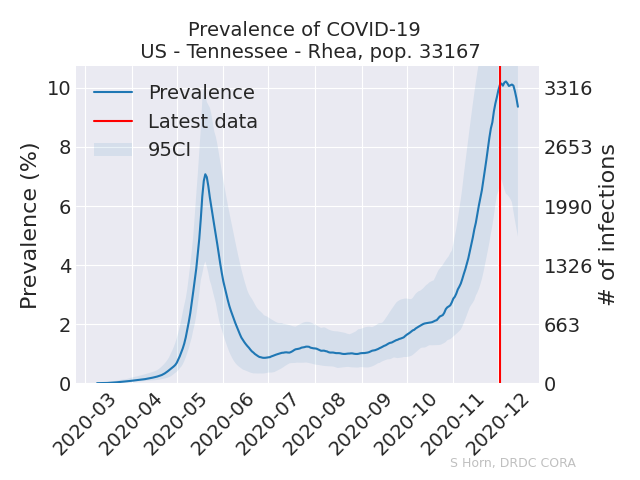 Prevalence of COVID-19
US - Tennessee - Rhea, pop. 33167
Prevalence
Latest data
95CI
Prevalence (%)
10
8
6
4
2
0
3316
2653
1990
1326
663
0
# of infections
2020-03
2020-04
2020-05
2020-06
2020-07
2020-08
2020-09
2020-10
2020-11
2020-12
S Horn, DRDC CORA